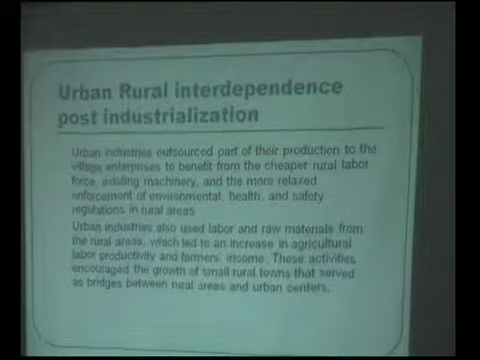 Urban Rural interdependence
post industrialization
Urban industries outsourced part of their production to the
village enterprises to benefit from the cheaper rural labor
force, existing machinery, and the more relaxed
enforcement of environmental, health, and safety
regulations in rural areas
Urban industries also used labor and raw materials from
the rural areas, which led to an increase in agricultural
labor productivity and farmers' income. These activities
encouraged the growth of small rural towns that served
as bridges between rural areas and urban centers.